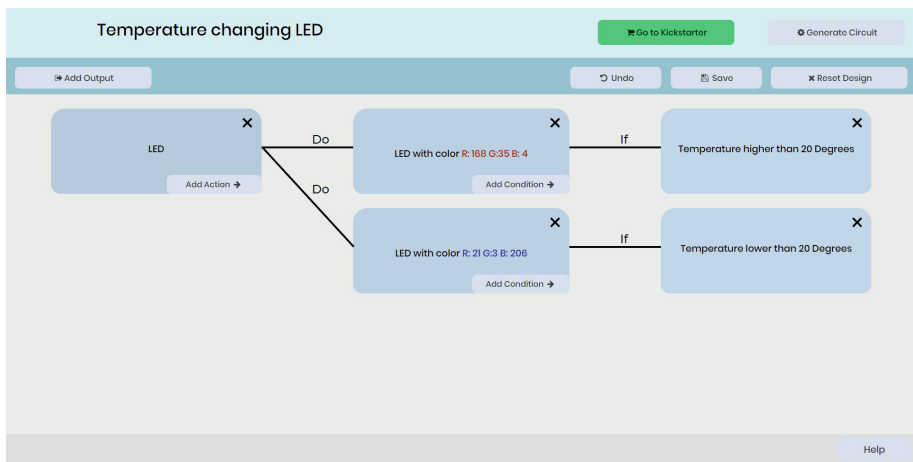 Temperature changing LED
Go to Kickstarter
Generate Circuit
Add Output
Undo
Save
Reset Design
LED
Add Action
Do
Do
LED with color R: 168 G:35 B: 4
Add Condition
If
Temperature higher than 20 Degrees
LED with color R: 21 G:3 B: 206
Add Condition
If
Temperature lower than 20 Degrees
Help